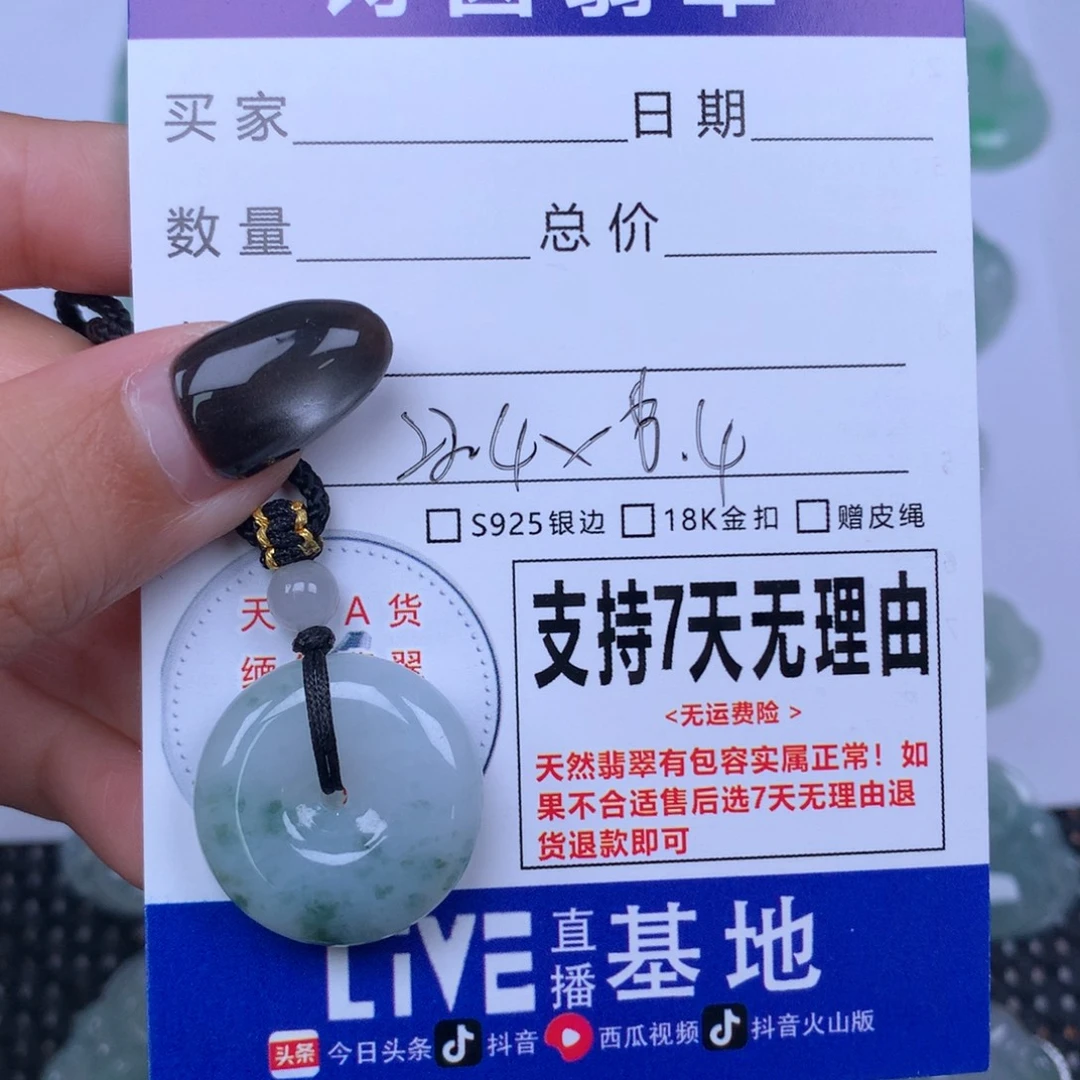 买家 日期
数量 总价
S925银边 18K金扣 赠皮绳
天 A 货
支持7天无理由
<无运费险 >
天然翡翠有包容实属正常！如
果不合适售后选7天无理由退
货退款即可
LIVE 直播 基地
头条 今日头条 抖音 西瓜视频 抖音火山版